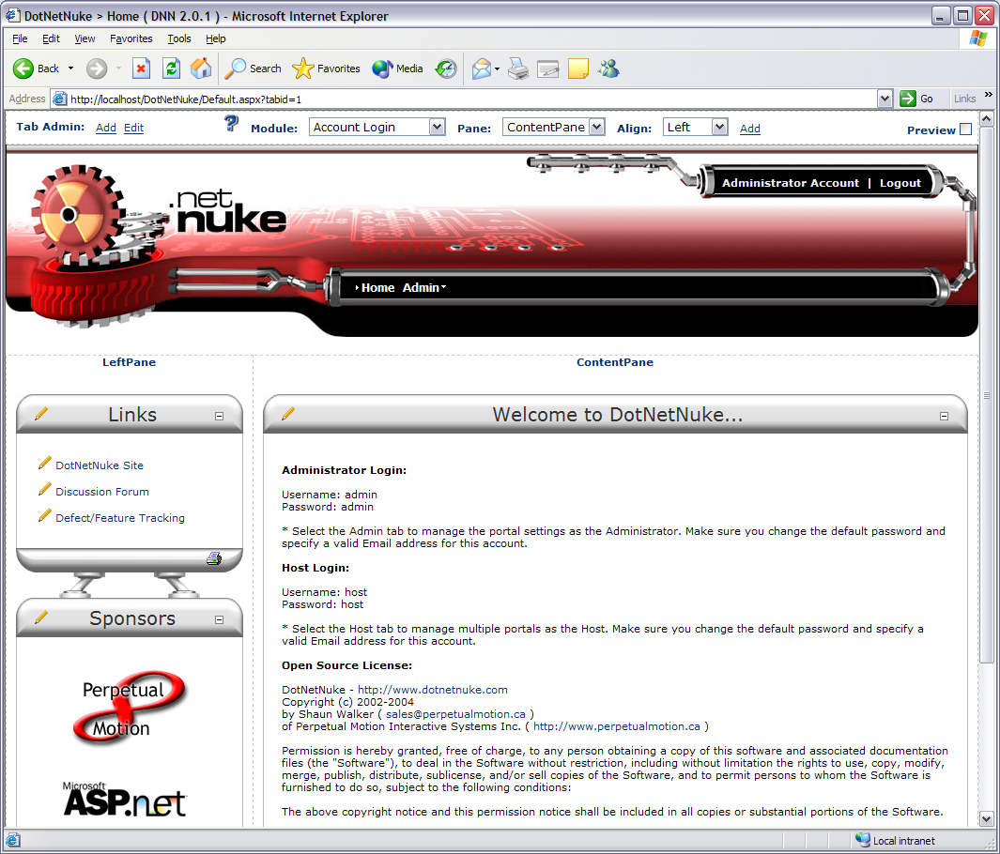 DotNetNuke > Home ( DNN 2.0.1 ) - Microsoft Internet Explorer
File Edit View Favorites Tools Help
Back Search Favorites Media
Address http://localhost/DotNetNuke/Default.aspx?tabid=1 Go Links »
Tab Admin: Add Edit ? Module: Account Login Pane: ContentPane Align: Left Add Preview
Administrator Account | Logout
.net
nuke
Home Admin
LeftPane ContentPane
Links
DotNetNuke Site
Discussion Forum
Defect/Feature Tracking
Sponsors
Perpetual
Motion
Microsoft
ASP.net
Welcome to DotNetNuke...
Administrator Login:
Username: admin
Password: admin
* Select the Admin tab to manage the portal settings as the Administrator. Make sure you change the default password and
specify a valid Email address for this account.
Host Login:
Username: host
Password: host
* Select the Host tab to manage multiple portals as the Host. Make sure you change the default password and specify a
valid Email address for this account.
Open Source License:
DotNetNuke - http://www.dotnetnuke.com
Copyright (c) 2002-2004
by Shaun Walker ( sales@perpetualmotion.ca )
of Perpetual Motion Interactive Systems Inc. ( http://www.perpetualmotion.ca )
Permission is hereby granted, free of charge, to any person obtaining a copy of this software and associated documentation
files (the "Software"), to deal in the Software without restriction, including without limitation the rights to use, copy, modify,
merge, publish, distribute, sublicense, and/or sell copies of the Software, and to permit persons to whom the Software is
furnished to do so, subject to the following conditions:
The above copyright notice and this permission notice shall be included in all copies or substantial portions of the Software.
Local intranet